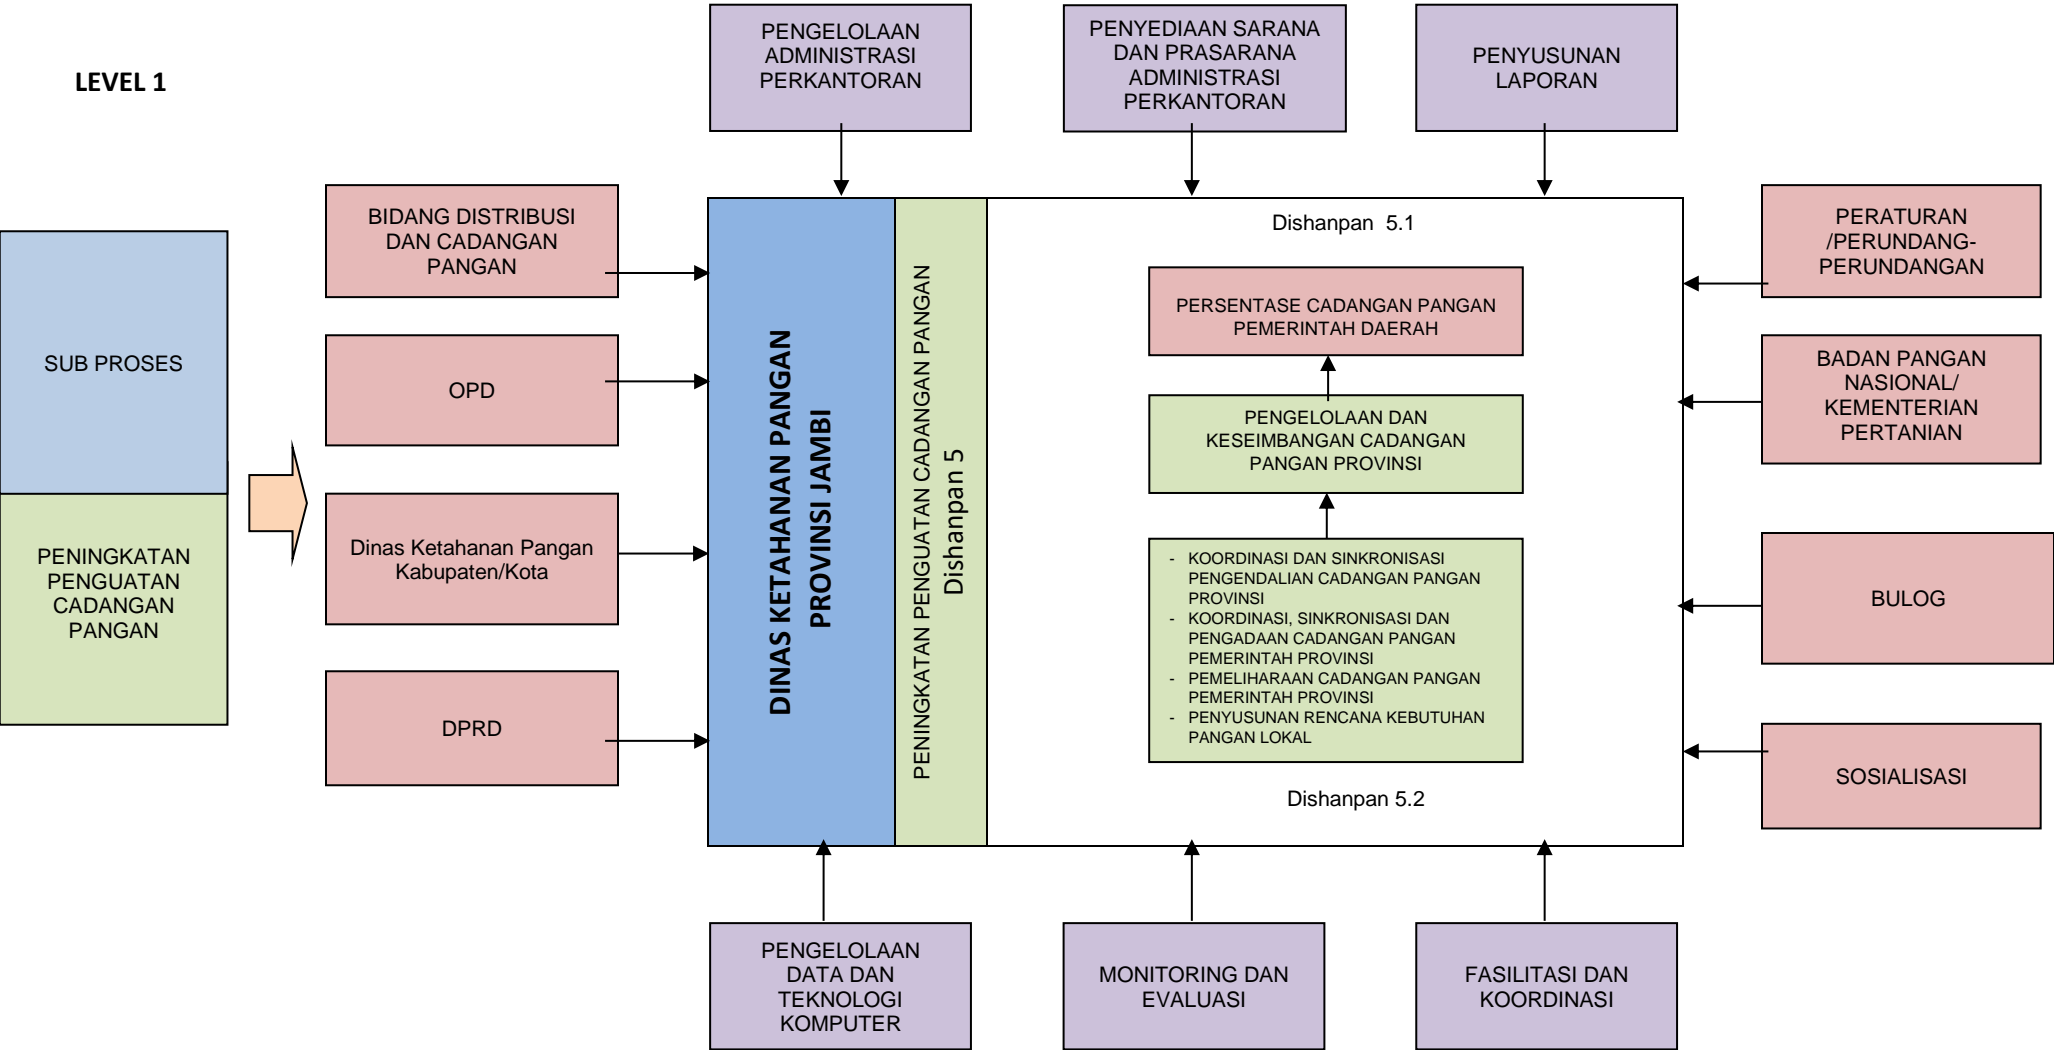 LEVEL 1
PENGELOLAAN
ADMINISTRASI
PERKANTORAN
PENYEDIAAN SARANA
DAN PRASARANA
ADMINISTRASI
PERKANTORAN
PENYUSUNAN
LAPORAN
SUB PROSES
PENINGKATAN
PENGUATAN
CADANGAN
PANGAN
BIDANG DISTRIBUSI
DAN CADANGAN
PANGAN
OPD
Dinas Ketahanan Pangan
Kabupaten/Kota
DPRD
DINAS KETAHANAN PANGAN
PROVINSI JAMBI
PENINGKATAN PENGUATAN CADANGAN PANGAN
Dishanpan 5
Dishanpan 5.1
PERSENTASE CADANGAN PANGAN
PEMERINTAH DAERAH
PENGELOLAAN DAN
KESEIMBANGAN CADANGAN
PANGAN PROVINSI
- KOORDINASI DAN SINKRONISASI
PENGENDALIAN CADANGAN PANGAN
PROVINSI
- KOORDINASI, SINKRONISASI DAN
PENGADAAN CADANGAN PANGAN
PEMERINTAH PROVINSI
- PEMELIHARAAN CADANGAN PANGAN
PEMERINTAH PROVINSI
- PENYUSUNAN RENCANA KEBUTUHAN
PANGAN LOKAL
Dishanpan 5.2
PERATURAN
/PERUNDANG-
PERUNDANGAN
BADAN PANGAN
NASIONAL/
KEMENTERIAN
PERTANIAN
BULOG
SOSIALISASI
PENGELOLAAN
DATA DAN
TEKNOLOGI
KOMPUTER
MONITORING DAN
EVALUASI
FASILITASI DAN
KOORDINASI